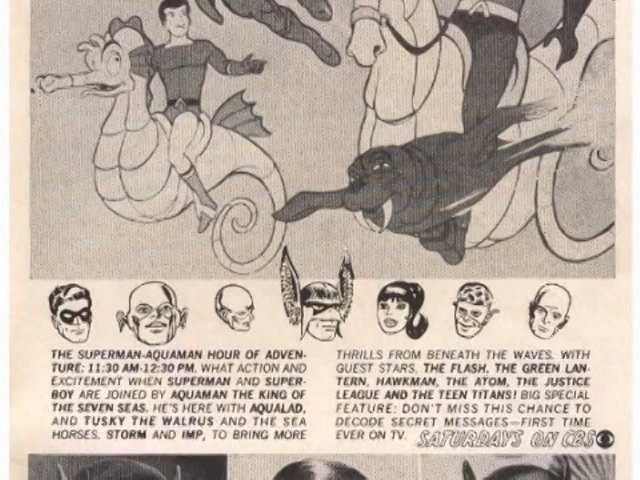 THE SUPERMAN-AQUAMAN HOUR OF ADVEN-
TURE: 11:30 AM-12:30 PM. WHAT ACTION AND
EXCITEMENT WHEN SUPERMAN AND SUPER-
BOY ARE JOINED BY AQUAMAN THE KING OF
THE SEVEN SEAS. HE'S HERE WITH AQUALAD,
AND TUSKY THE WALRUS AND THE SEA
HORSES, STORM AND IMP, TO BRING MORE
THRILLS FROM BENEATH THE WAVES. WITH
GUEST STARS, THE FLASH, THE GREEN LAN-
TERN, HAWKMAN, THE ATOM, THE JUSTICE
LEAGUE AND THE TEEN TITANS! BIG SPECIAL
FEATURE: DON'T MISS THIS CHANCE TO
DECODE SECRET MESSAGES—FIRST TIME
EVER ON TV. SATURDAYS ON CBS